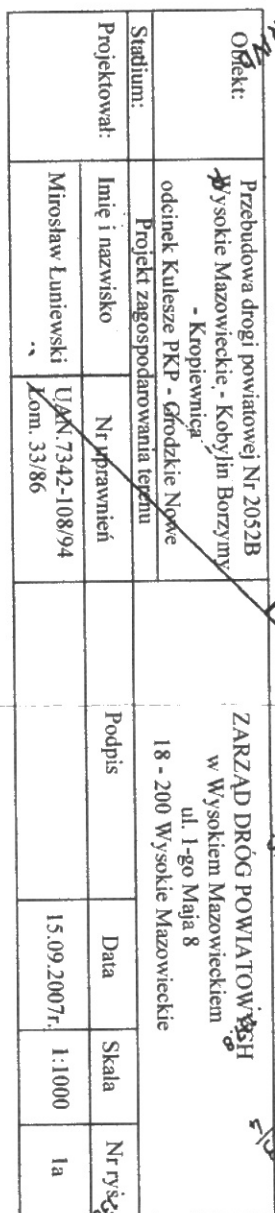 Obiekt:
Przebudowa drogi powiatowej Nr 2052B
Wysokie Mazowieckie - Kobylin Borzymy
- Kropiewnica
odcinek Kulesze PKP - Grodzkie Nowe
ZARZĄD DRÓG POWIATOWYCH
w Wysokiem Mazowieckiem
ul. 1-go Maja 8
18 - 200 Wysokie Mazowieckie
Stadium:
Projekt zagospodarowania terenu
Projektował:
Imię i nazwisko
Nr uprawnień
Podpis
Data
Skala
Nr rys.
Mirosław Łuniewski
UAN.7342-108/94
Łom. 33/86
15.09.2007r.
1:1000
1a